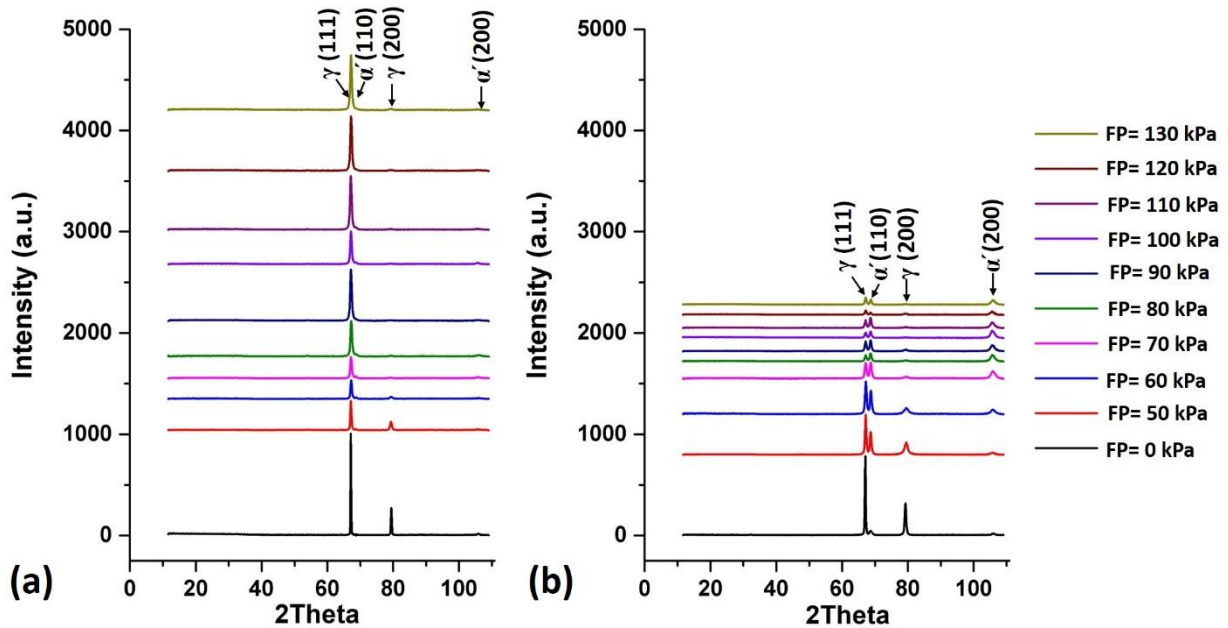 5000
4000
3000
2000
1000
0
Intensity (a.u.)
γ (111)
α′(110)
γ (200)
α′(200)
0 20 40 60 80 100
2Theta
(a)
5000
4000
3000
2000
1000
0
Intensity (a.u.)
γ (111)
α′(110)
γ (200)
α′(200)
0 20 40 60 80 100
2Theta
(b)
FP= 130 kPa
FP= 120 kPa
FP= 110 kPa
FP= 100 kPa
FP= 90 kPa
FP= 80 kPa
FP= 70 kPa
FP= 60 kPa
FP= 50 kPa
FP= 0 kPa